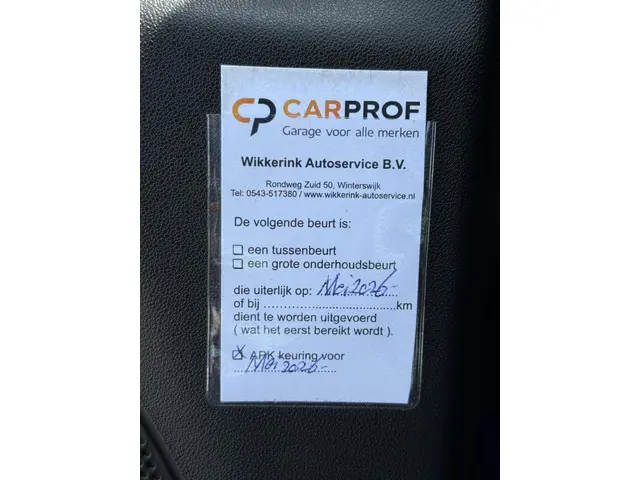 CP CARPROF
Garage voor alle merken
Wikkerink Autoservice B.V.
Rondweg Zuid 50, Winterswijk
Tel: 0543-517380 / www.wikkerink-autoservice.nl
De volgende beurt is:
☐ een tussenbeurt
☐ een grote onderhoudsbeurt
die uiterlijk op: Mei 2026-
of bij ..............................km
dient te worden uitgevoerd
( wat het eerst bereikt wordt ).
☒ APK keuring voor
Mei 2026-